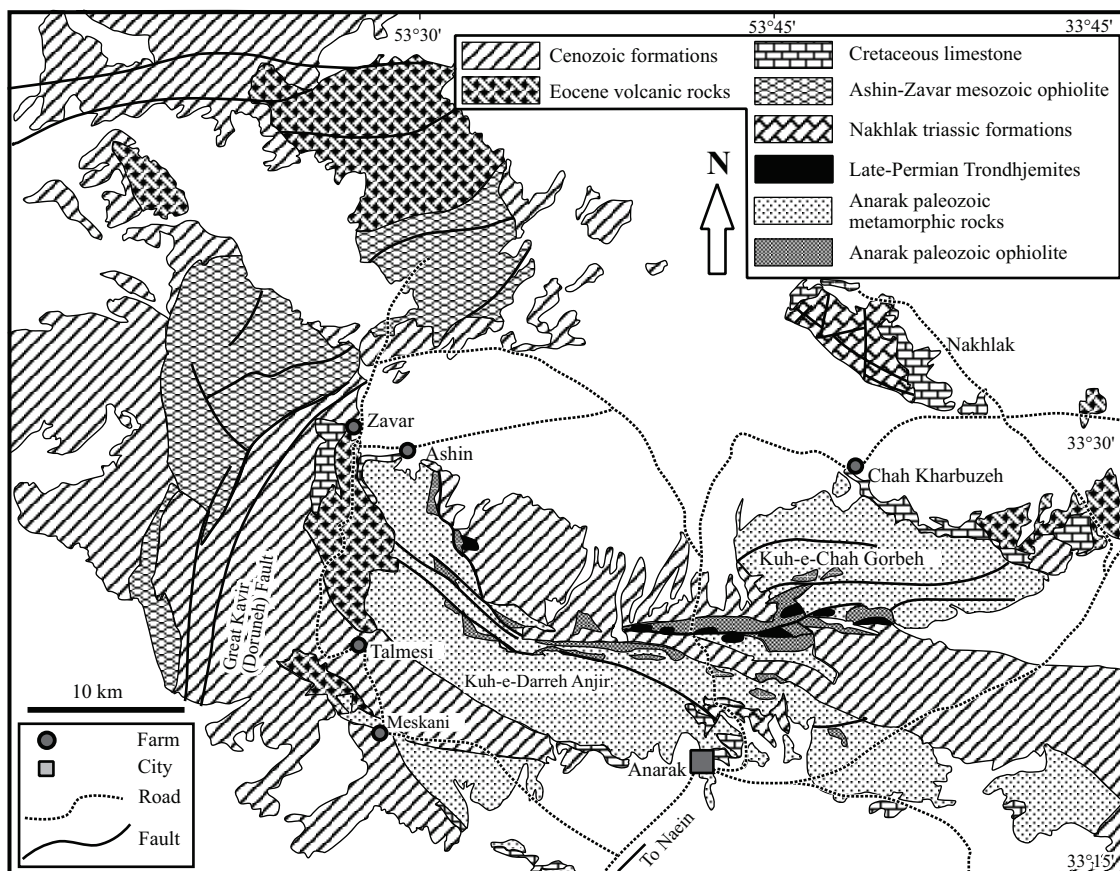 53°30'
53°45'
33°45'
Cenozoic formations
Eocene volcanic rocks
Cretaceous limestone
Ashin-Zavar mesozoic ophiolite
Nakhlak triassic formations
Late-Permian Trondhjemites
Anarak paleozoic
metamorphic rocks
Anarak paleozoic ophiolite
N
Nakhlak
Zavar
33°30'
Ashin
Chah Kharbuzeh
Kuh-e-Chah Gorbeh
Great Kavir
(Doruneh) Fault
Talmesi
Kuh-e-Darreh Anjir
10 km
Meskani
Farm
City
Anarak
Road
Fault
To Naein
33°15'